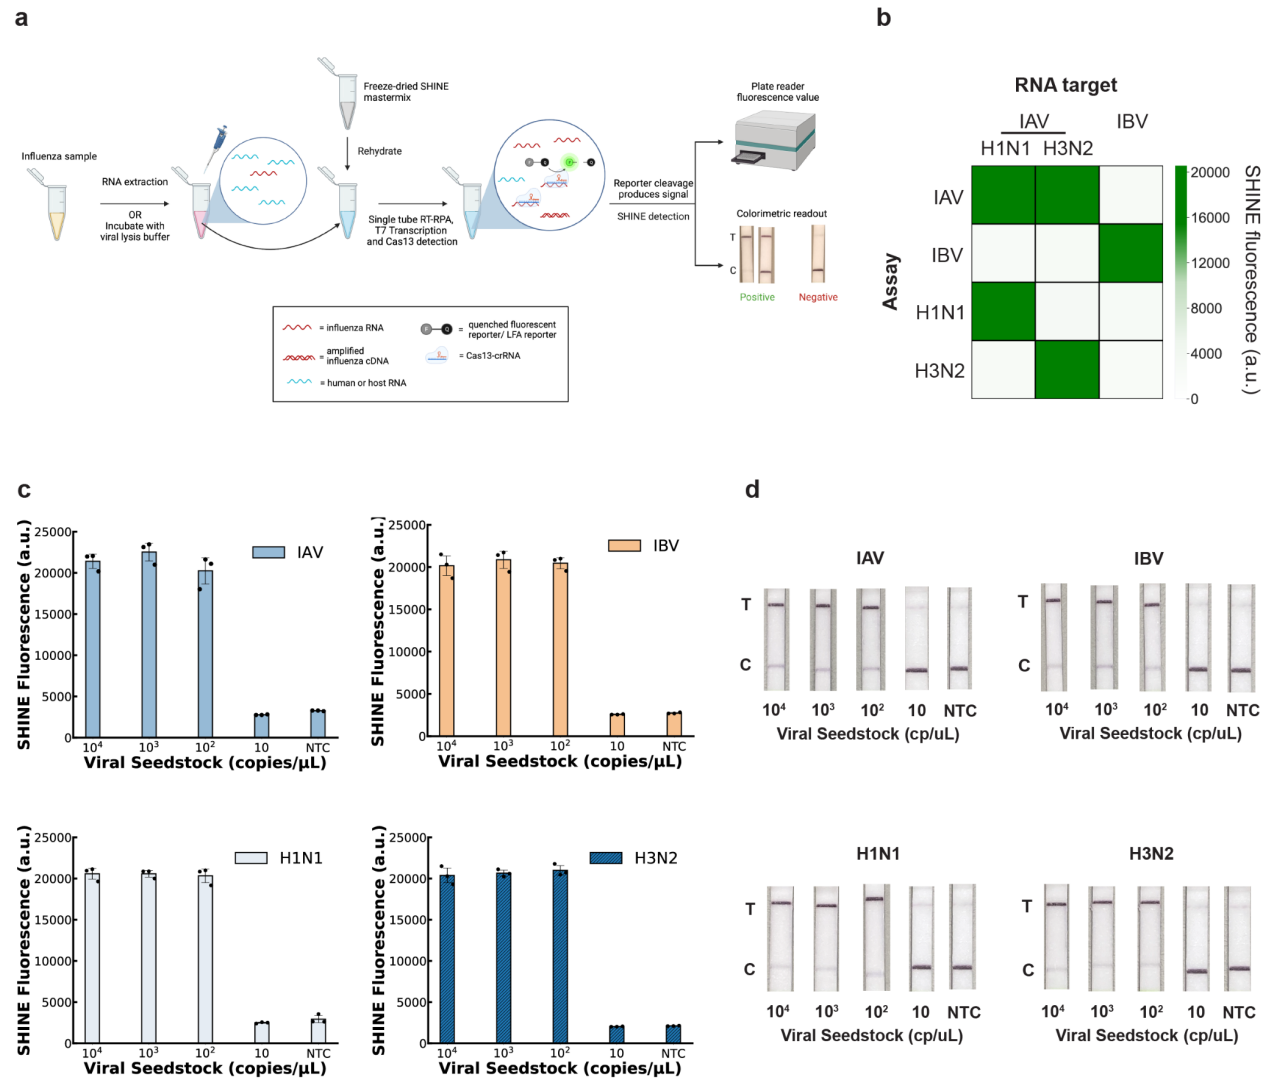 a
Influenza sample
RNA extraction
OR
Incubate with
viral lysis buffer
Freeze-dried SHINE
mastermix
Rehydrate
Single tube RT-RPA,
T7 Transcription
and Cas13 detection
F
Q
F
Q
Reporter cleavage
produces signal
SHINE detection
Plate reader
fluorescence value
Colorimetric readout
T
C
Positive
Negative
= influenza RNA
= amplified
influenza cDNA
= human or host RNA
F
Q
= quenched fluorescent
reporter/ LFA reporter
= Cas13-crRNA
b
RNA target
IAV
IBV
H1N1
H3N2
Assay
IAV
IBV
H1N1
H3N2
20000
16000
12000
8000
4000
0
SHINE fluorescence (a.u.)
c
SHINE Fluorescence (a.u.)
25000
20000
15000
10000
5000
0
IAV
10⁴
10³
10²
10
NTC
Viral Seedstock (copies/μL)
SHINE Fluorescence (a.u.)
25000
20000
15000
10000
5000
0
IBV
10⁴
10³
10²
10
NTC
Viral Seedstock (copies/μL)
SHINE Fluorescence (a.u.)
25000
20000
15000
10000
5000
0
H1N1
10⁴
10³
10²
10
NTC
Viral Seedstock (copies/μL)
SHINE Fluorescence (a.u.)
25000
20000
15000
10000
5000
0
H3N2
10⁴
10³
10²
10
NTC
Viral Seedstock (copies/μL)
d
IAV
T
C
10⁴
10³
10²
10
NTC
Viral Seedstock (cp/uL)
IBV
T
C
10⁴
10³
10²
10
NTC
Viral Seedstock (cp/uL)
H1N1
T
C
10⁴
10³
10²
10
NTC
Viral Seedstock (cp/uL)
H3N2
T
C
10⁴
10³
10²
10
NTC
Viral Seedstock (cp/uL)